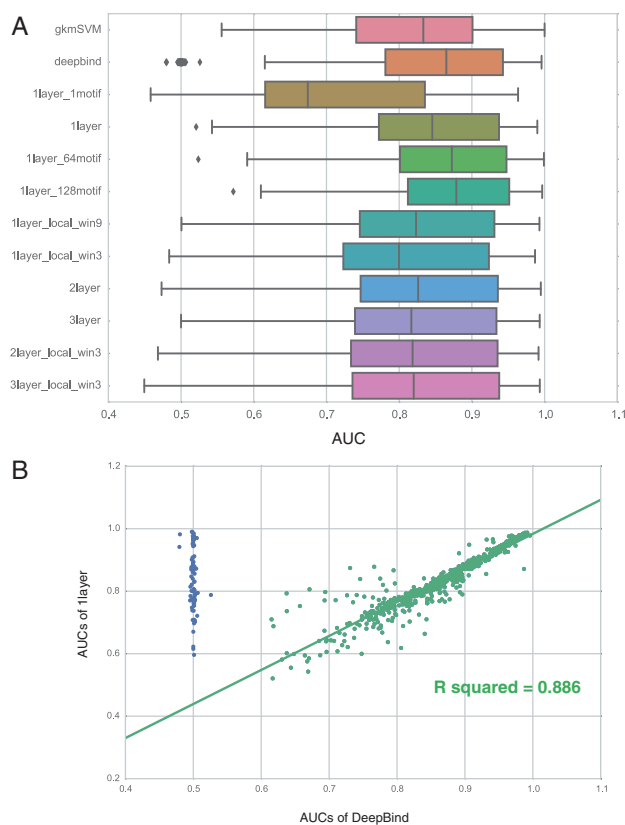 A
gkmSVM
deepbind
1layer_1motif
1layer
1layer_64motif
1layer_128motif
1layer_local_win9
1layer_local_win3
2layer
3layer
2layer_local_win3
3layer_local_win3
0.4 0.5 0.6 0.7 0.8 0.9 1.0 1.1
AUC
B
1.2
1.0
0.8
0.6
0.4
0.2
AUCs of 1layer
R squared = 0.886
0.4 0.5 0.6 0.7 0.8 0.9 1.0 1.1
AUCs of DeepBind